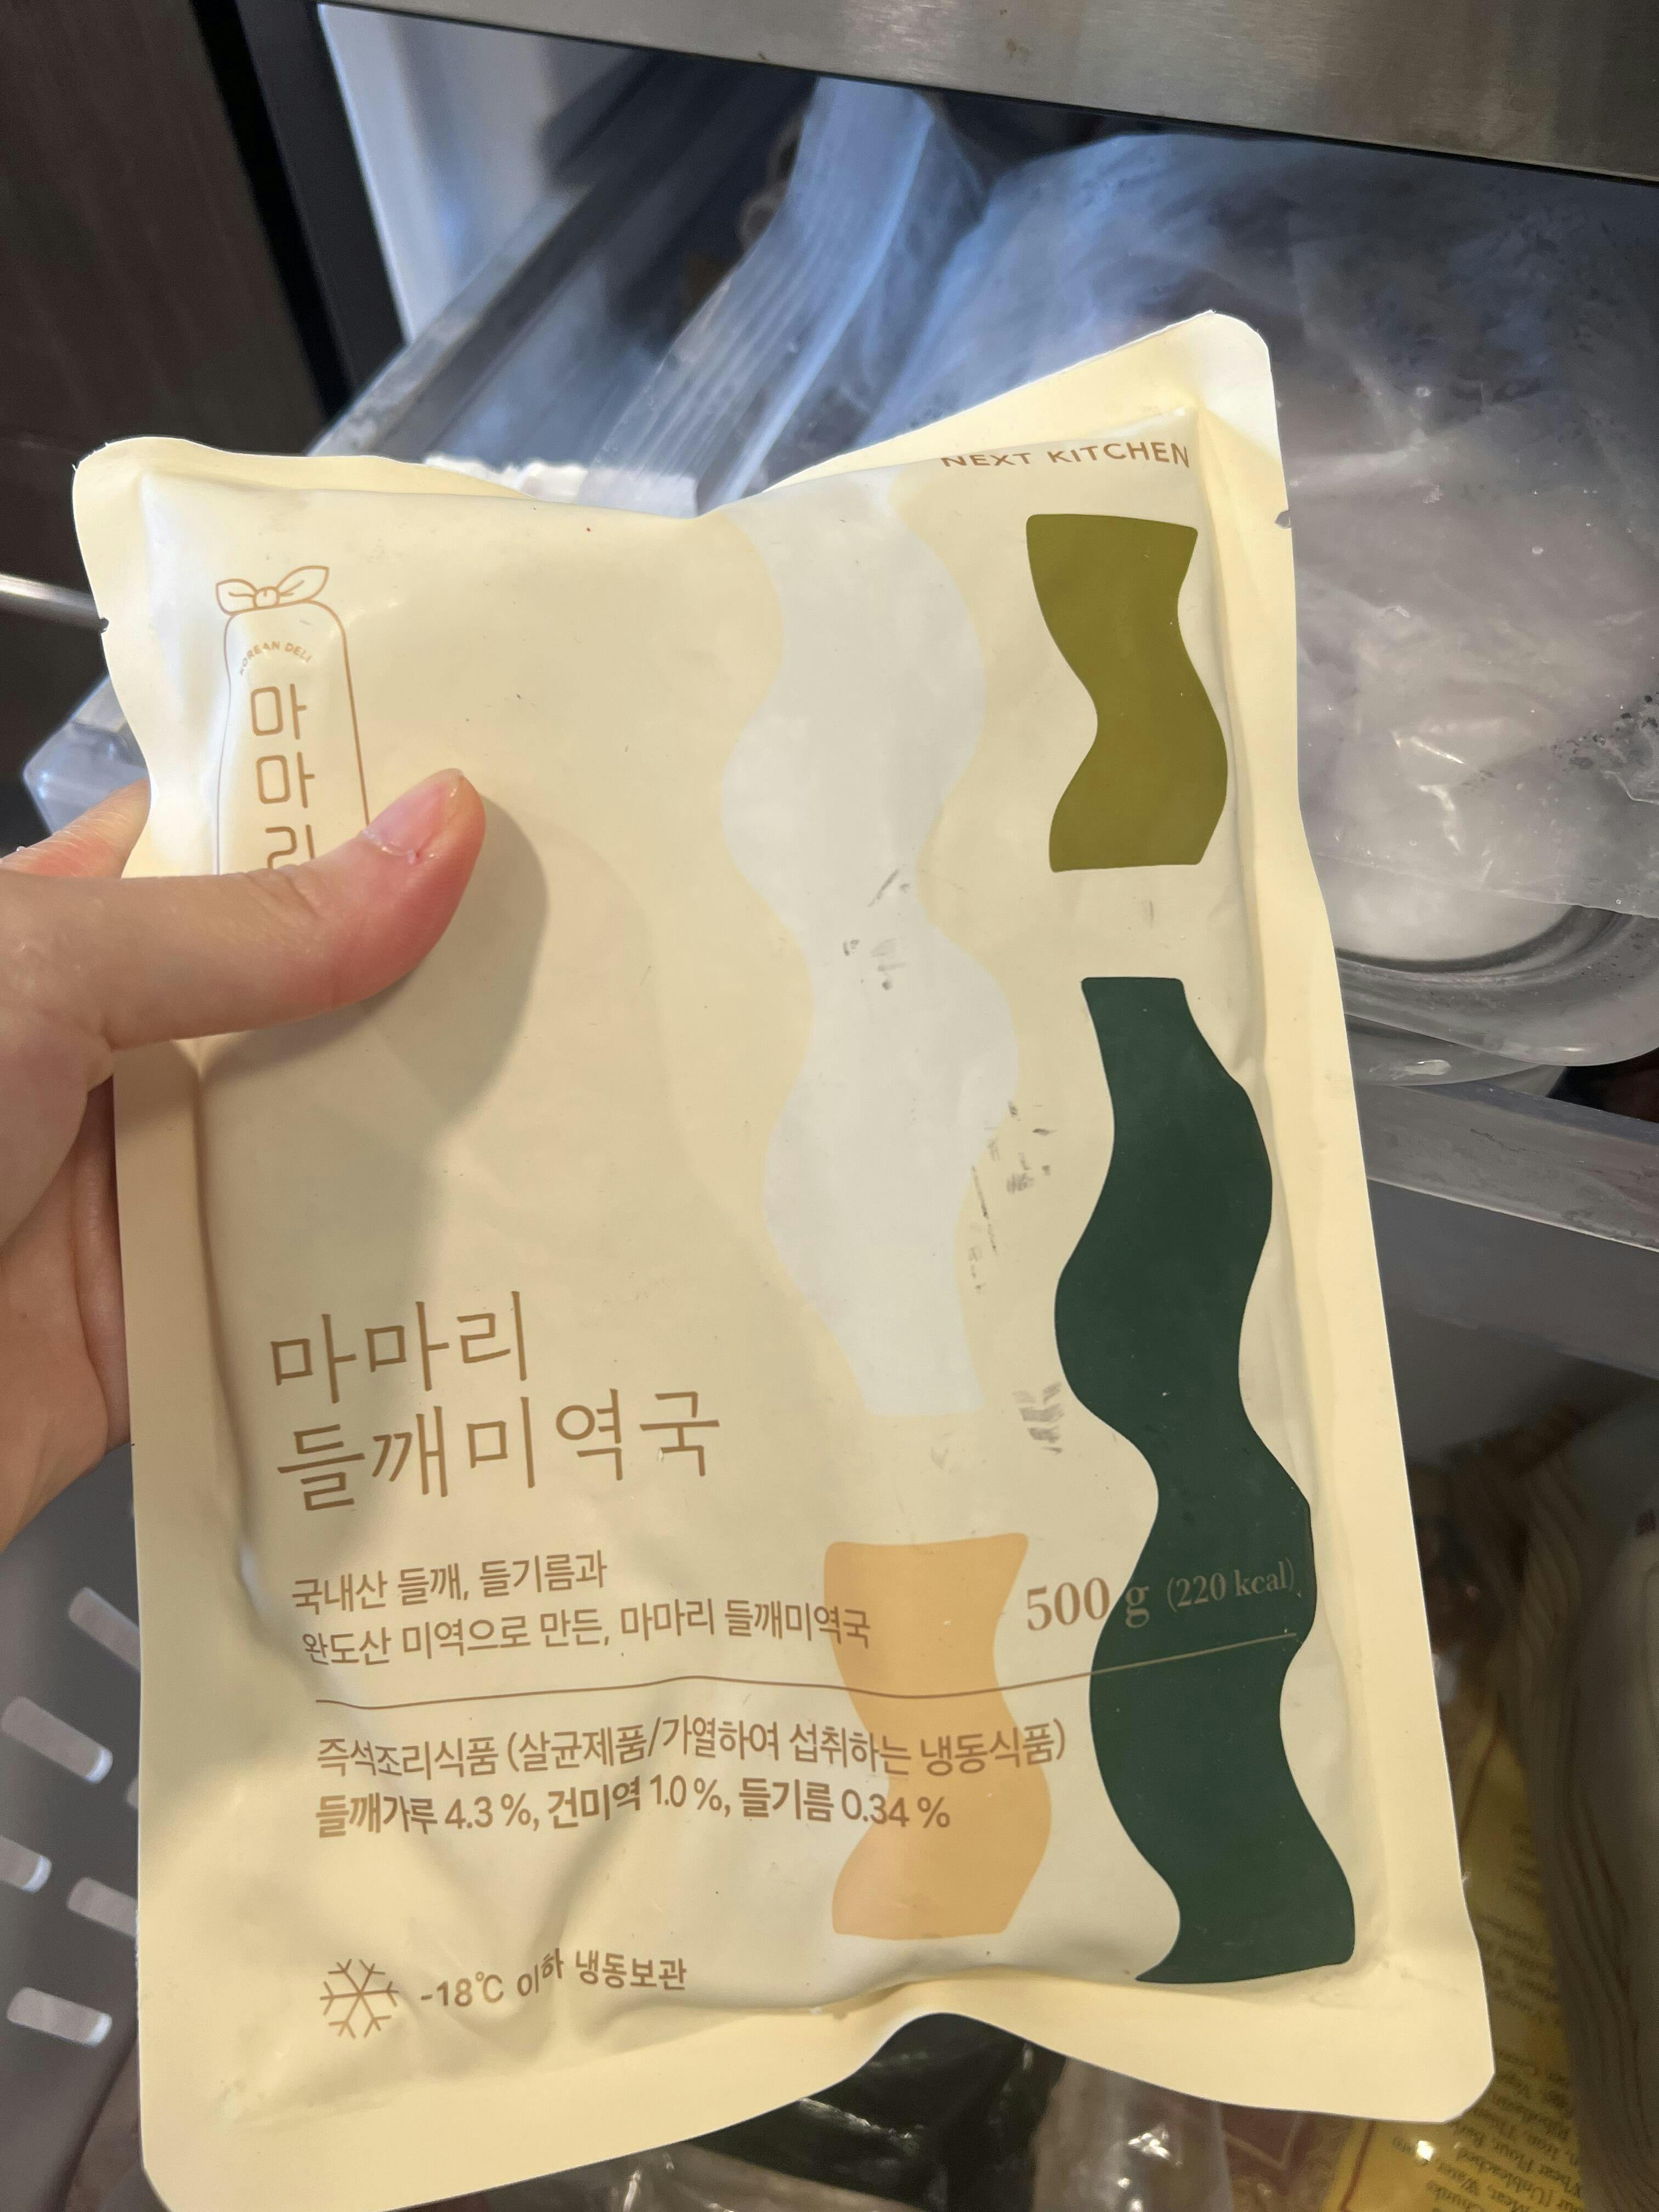 NEXT KITCHEN
KOREAN DELI
마
마
리
마마리
들깨미역국
국내산 들깨, 들기름과
완도산 미역으로 만든, 마마리 들깨미역국
500 g (220 kcal)
즉석조리식품 (살균제품/가열하여 섭취하는 냉동식품)
들깨가루 4.3 %, 건미역 1.0 %, 들기름 0.34 %
-18℃ 이하 냉동보관